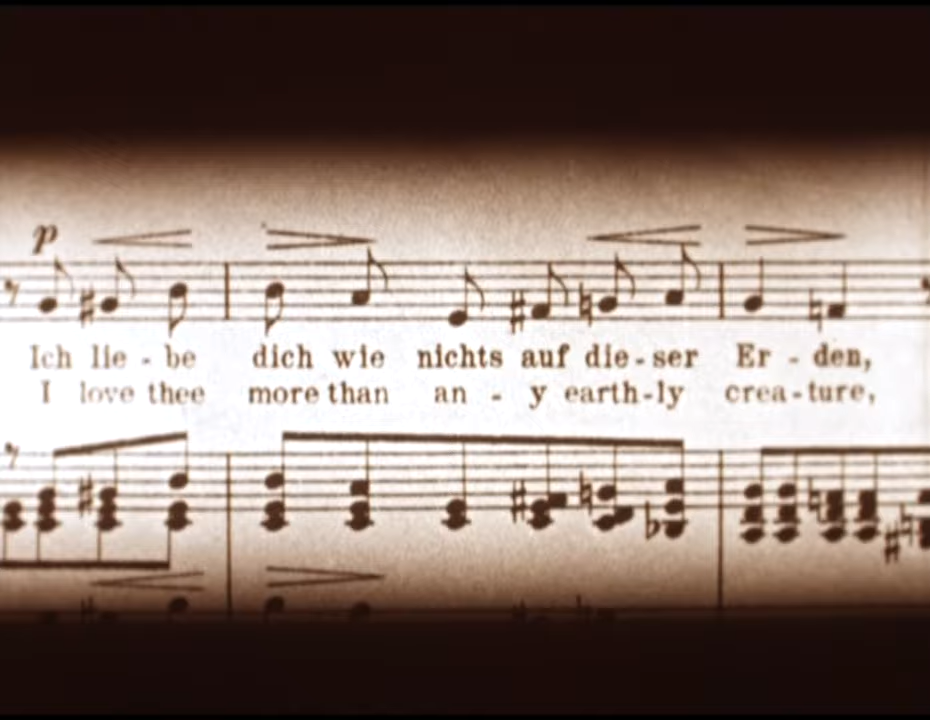 p
Ich lie - be dich wie nichts auf die - ser Er - den,
I love thee more than an - y earth - ly crea - ture,